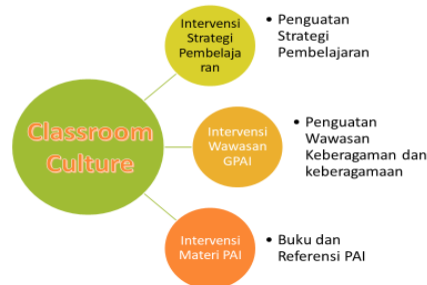 Classroom
Culture
Intervensi
Strategi
Pembelaja
ran
• Penguatan
Strategi
Pembelajaran
Intervensi
Wawasan
GPAI
• Penguatan
Wawasan
Keberagaman dan
keberagamaan
Intervensi
Materi PAI
• Buku dan
Referensi PAI